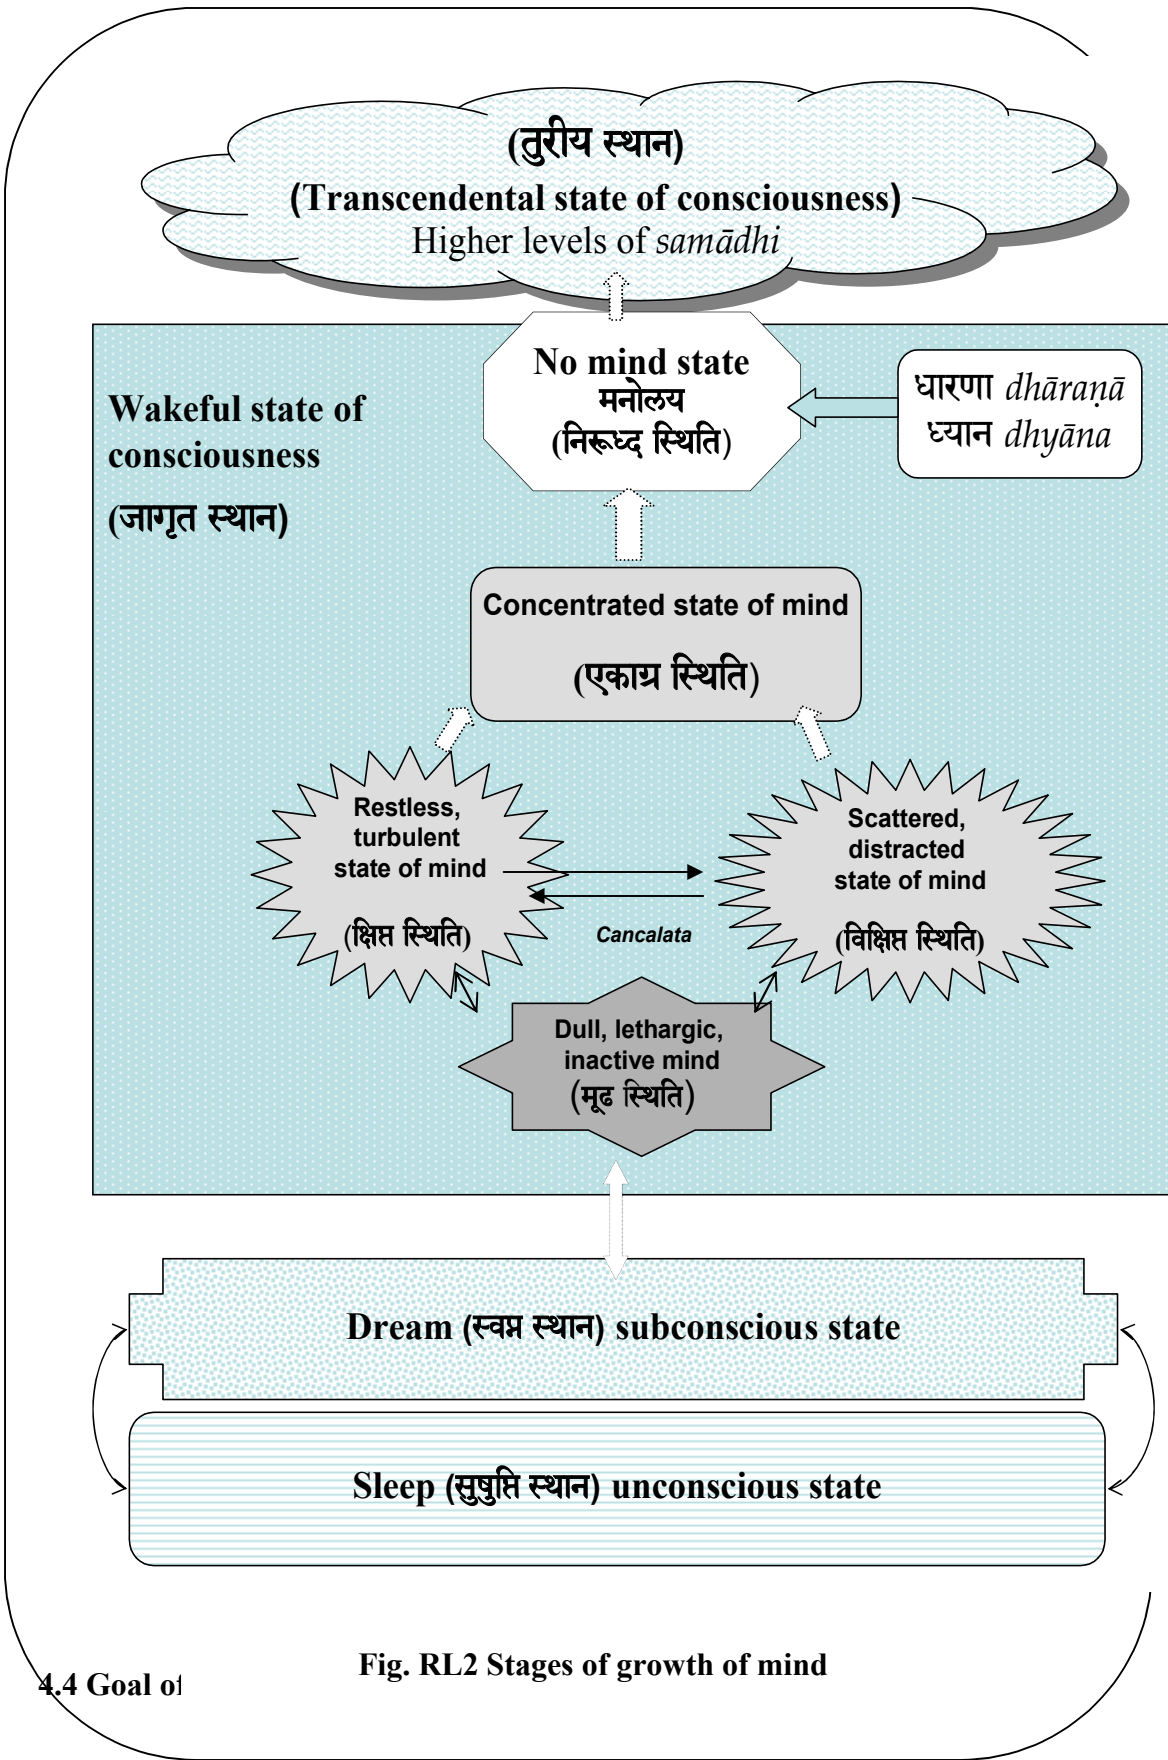 (तुरीय स्थान)
(Transcendental state of consciousness)
Higher levels of samādhi
No mind state
मनोलय
(निरूध्द स्थिति)
धारणा dhāraṇā
ध्यान dhyāna
Wakeful state of
consciousness
(जागृत स्थान)
Concentrated state of mind
(एकाग्र स्थिति)
Restless,
turbulent
state of mind
(क्षिप्त स्थिति)
Scattered,
distracted
state of mind
(विक्षिप्त स्थिति)
Cancalata
Dull, lethargic,
inactive mind
(मूढ स्थिति)
Dream (स्वप्न स्थान) subconscious state
Sleep (सुषुप्ति स्थान) unconscious state
Fig. RL2 Stages of growth of mind
4.4 Goal of